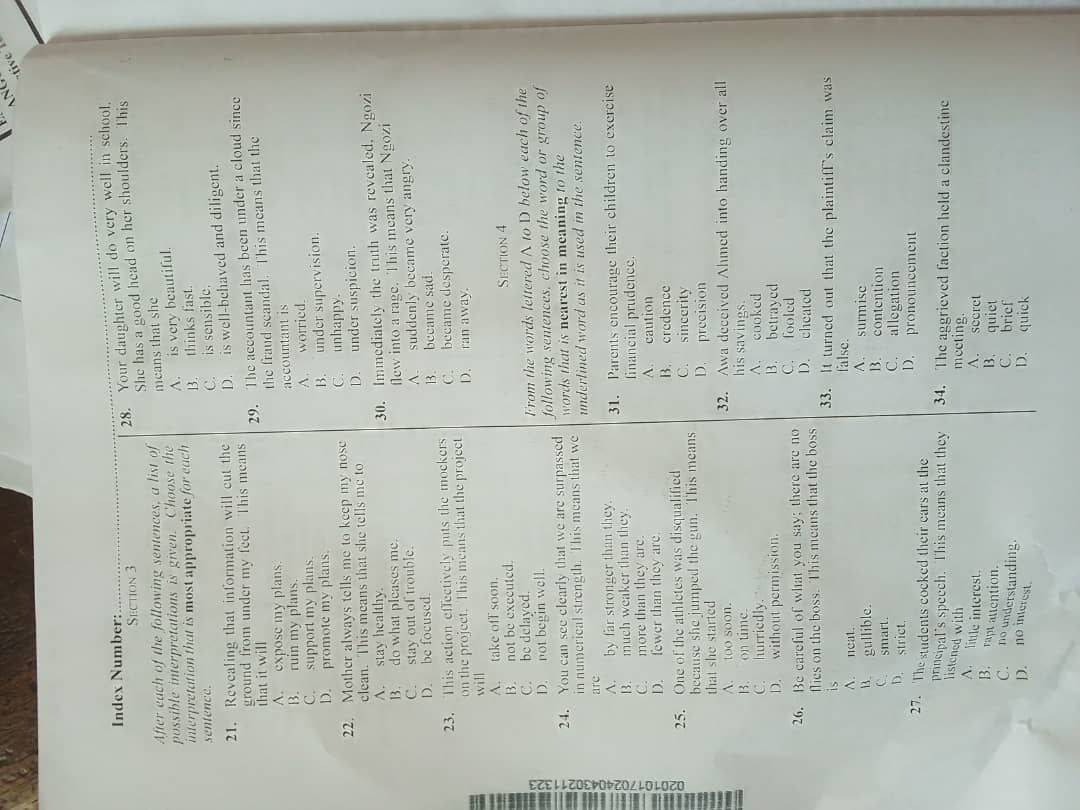 Index Number:
SECTION 3
After each of the following sentences, a list of
possible interpretations is given. Choose the
interpretation that is most appropriate for each
sentence.
21. Revealing that information will cut the
ground from under my feet. This means
that it will
A. expose my plans.
B. ruin my plans.
C. support my plans.
D. promote my plans.
22. Mother always tells me to keep my nose
clean. This means that she tells me to
A. stay healthy.
B. do what pleases me.
C. stay out of trouble.
D. be focused.
23. This action effectively puts the mockers
on the project. This means that the project
will
A. take off soon.
B. not be executed.
C. be delayed.
D. not begin well.
24. You can see clearly that we are surpassed
in numerical strength. This means that we
are
A. by far stronger than they.
B. much weaker than they.
C. more than they are.
D. fewer than they are.
25. One of the athletes was disqualified
because she jumped the gun. This means
that she started
A. too soon.
B. on time.
C. hurriedly.
D. without permission.
26. Be careful of what you say; there are no
flies on the boss. This means that the boss
is
A. neat.
B. gullible.
C. smart.
D. strict.
27. The students cocked their ears at the
principal's speech. This means that they
listened with
A. little interest.
B. rapt attention.
C. no understanding.
D. no interest.
28. Your daughter will do very well in school.
She has a good head on her shoulders. This
means that she
A. is very beautiful.
B. thinks fast.
C. is sensible.
D. is well-behaved and diligent.
29. The accountant has been under a cloud since
the fraud scandal. This means that the
accountant is
A. worried.
B. under supervision.
C. unhappy.
D. under suspicion.
30. Immediately the truth was revealed, Ngozi
flew into a range. This means that Ngozi
A. suddenly became very angry.
B. became sad.
C. became desperate.
D. ran away.
SECTION 4
From the words lettered A to D below each of the
following sentences, choose the word or group of
words that is nearest in meaning to the
underlined word as it is used in the sentence.
31. Parents encourage their children to exercise
financial prudence.
A. caution
B. credence
C. sincerity
D. precision
32. Awa deceived Ahmed into handing over all
his savings.
A. cooked
B. betrayed
C. fooled
D. cheated
33. It turned out that the plaintiff's claim was
false.
A. surmise
B. contention
C. allegation
D. pronouncement
34. The aggrieved faction held a clandestine
meeting.
A. secret
B. quiet
C. brief
D. quick
02010170240430211323